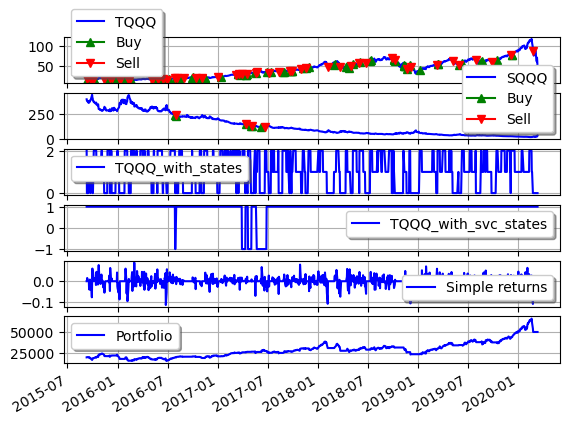 TQQQ
Buy
Sell
100
50
SQQQ
Buy
Sell
250
0
TQQQ_with_states
2
0
TQQQ_with_svc_states
1
0
−1
Simple returns
0.0
−0.1
Portfolio
50000
25000
2015-07
2016-01
2016-07
2017-01
2017-07
2018-01
2018-07
2019-01
2019-07
2020-01